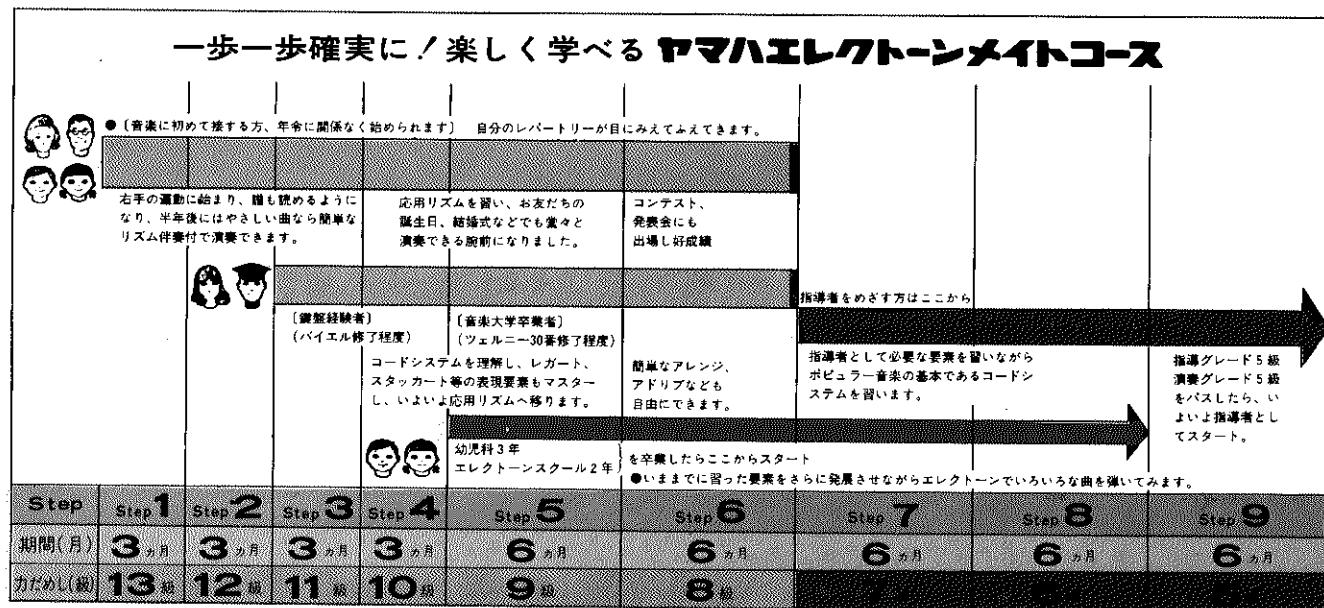 一歩一歩確実に！楽しく学べる ヤマハエレクトーンメイトコース
●〔音楽に初めて接する方、年令に関係なく始められます〕 自分のレパートリーが目にみえてふえてきます。
右手の運動に始まり、譜も読めるように
なり、半年後にはやさしい曲なら簡単な
リズム伴奏付で演奏できます。
応用リズムを習い、お友だちの
誕生日、結婚式などでも堂々と
演奏できる腕前になりました。
コンテスト、
発表会にも
出場し好成績
〔鍵盤経験者〕
(バイエル修了程度)
〔音楽大学卒業者〕
(ツェルニー30番修了程度)
指導者をめざす方はここから
コードシステムを理解し、レガート、
スタッカート等の表現要素もマスター
し、いよいよ応用リズムへ移ります。
簡単なアレンジ、
アドリブなども
自由にできます。
指導者として必要な要素を習いながら
ポピュラー音楽の基本であるコードシ
ステムを習います。
指導グレード5級
演奏グレード5級
をパスしたら、い
よいよ指導者とし
てスタート。
幼児科3年
エレクトーンスクール2年
を卒業したらここからスタート
●いままでに習った要素をさらに発展させながらエレクトーンでいろいろな曲を弾いてみます。
Step Step 1 Step 2 Step 3 Step 4 Step 5 Step 6 Step 7 Step 8 Step 9
期間(月) 3ヵ月 3ヵ月 3ヵ月 3ヵ月 6ヵ月 6ヵ月 6ヵ月 6ヵ月 6ヵ月
力だめし(級) 13級 12級 11級 10級 9級 8級